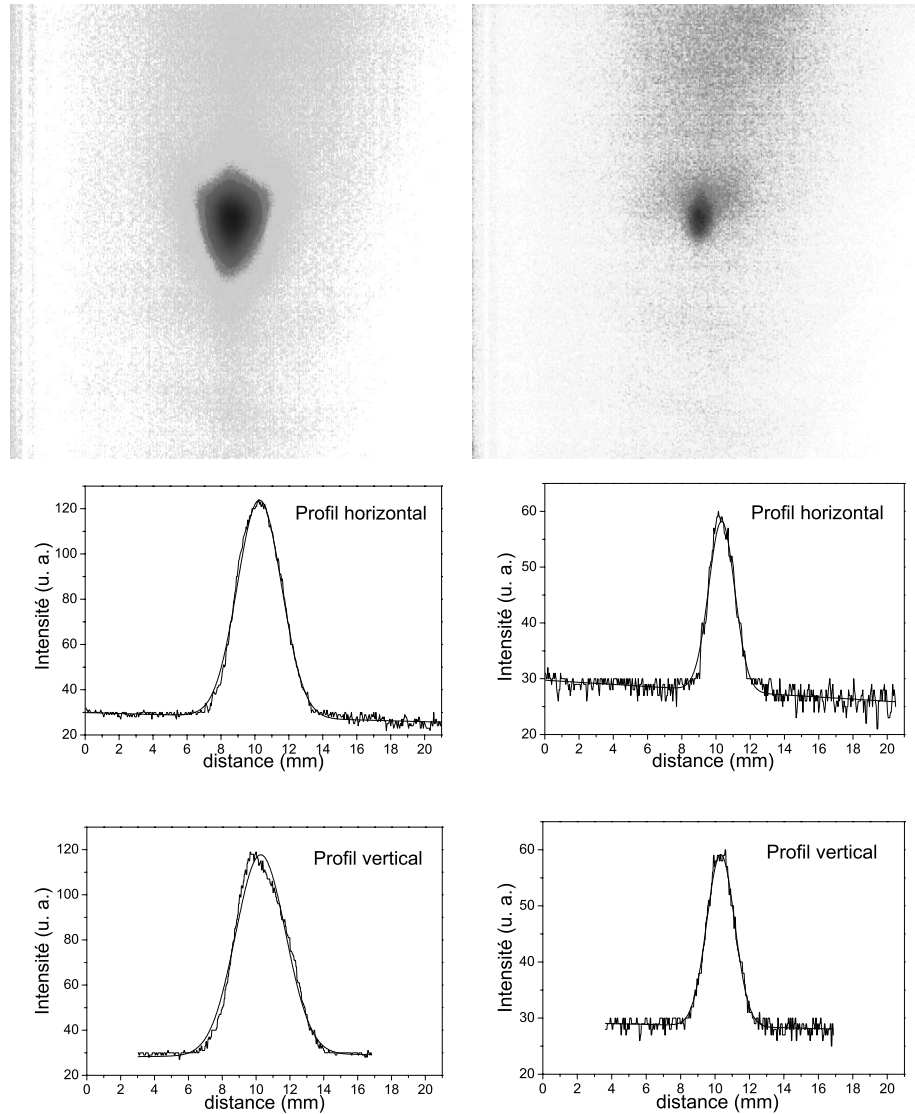 Profil horizontal
Intensité (u. a.)
120
100
80
60
40
20
0 2 4 6 8 10 12 14 16 18 20
distance (mm)
Profil horizontal
Intensité (u. a.)
60
50
40
30
20
0 2 4 6 8 10 12 14 16 18 20
distance (mm)
Profil vertical
Intensité (u. a.)
120
100
80
60
40
20
0 2 4 6 8 10 12 14 16 18 20
distance (mm)
Profil vertical
Intensité (u. a.)
60
50
40
30
20
0 2 4 6 8 10 12 14 16 18 20
distance (mm)